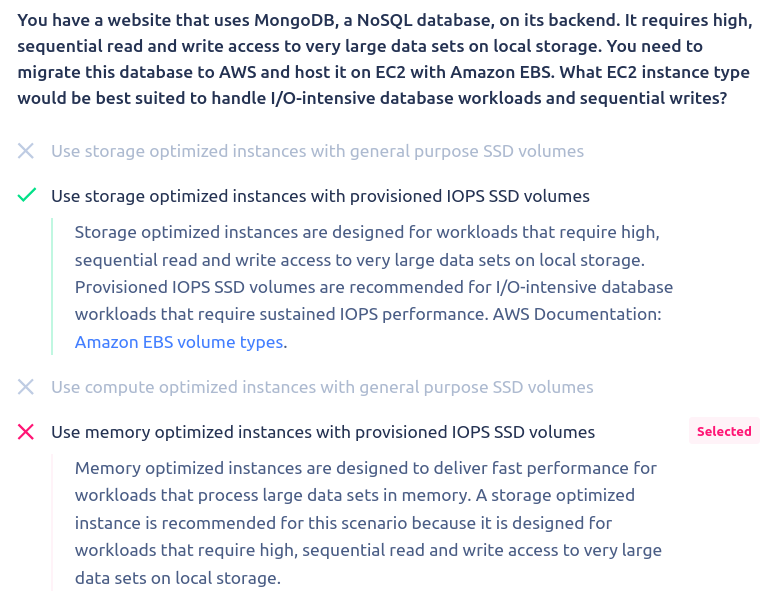 You have a website that uses MongoDB, a NoSQL database, on its backend. It requires high,
sequential read and write access to very large data sets on local storage. You need to
migrate this database to AWS and host it on EC2 with Amazon EBS. What EC2 instance type
would be best suited to handle I/O-intensive database workloads and sequential writes?
Use storage optimized instances with general purpose SSD volumes
Use storage optimized instances with provisioned IOPS SSD volumes
Storage optimized instances are designed for workloads that require high,
sequential read and write access to very large data sets on local storage.
Provisioned IOPS SSD volumes are recommended for I/O-intensive database
workloads that require sustained IOPS performance. AWS Documentation:
Amazon EBS volume types.
Use compute optimized instances with general purpose SSD volumes
Use memory optimized instances with provisioned IOPS SSD volumes Selected
Memory optimized instances are designed to deliver fast performance for
workloads that process large data sets in memory. A storage optimized
instance is recommended for this scenario because it is designed for
workloads that require high, sequential read and write access to very large
data sets on local storage.